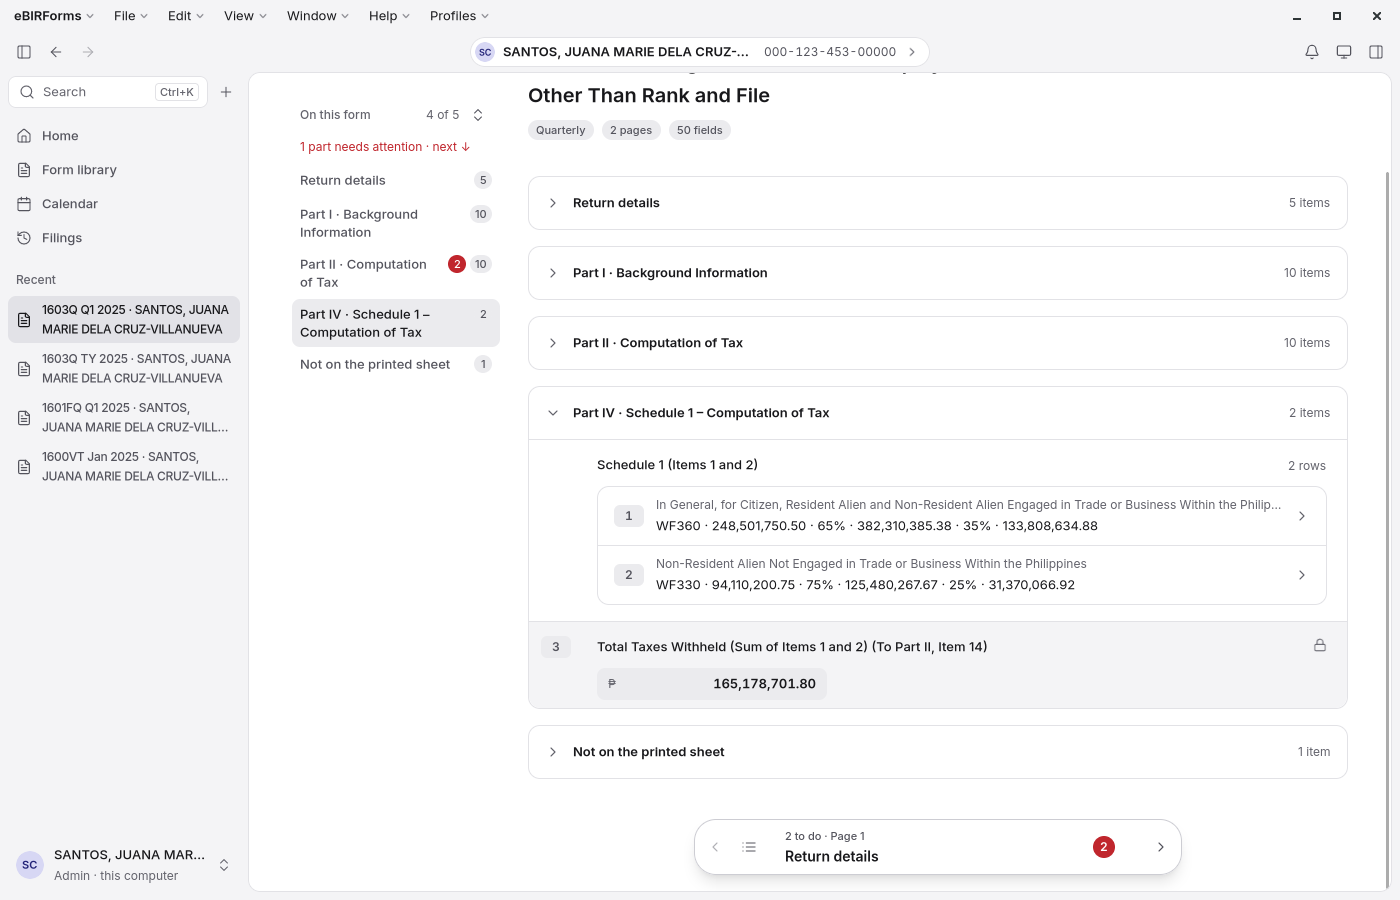 eBIRForms File Edit View Window Help Profiles
SC SANTOS, JUANA MARIE DELA CRUZ-... 000-123-453-00000
Search Ctrl+K
Home
Form library
Calendar
Filings
Recent
1603Q Q1 2025 · SANTOS, JUANA
MARIE DELA CRUZ-VILLANUEVA
1603Q TY 2025 · SANTOS, JUANA
MARIE DELA CRUZ-VILLANUEVA
1601FQ Q1 2025 · SANTOS,
JUANA MARIE DELA CRUZ-VILL...
1600VT Jan 2025 · SANTOS,
JUANA MARIE DELA CRUZ-VILL...
SC SANTOS, JUANA MAR...
Admin · this computer
On this form 4 of 5
1 part needs attention · next ↓
Return details 5
Part I · Background 10
Information
Part II · Computation 2 10
of Tax
Part IV · Schedule 1 – 2
Computation of Tax
Not on the printed sheet 1
Other Than Rank and File
Quarterly 2 pages 50 fields
Return details 5 items
Part I · Background Information 10 items
Part II · Computation of Tax 10 items
Part IV · Schedule 1 – Computation of Tax 2 items
Schedule 1 (Items 1 and 2) 2 rows
In General, for Citizen, Resident Alien and Non-Resident Alien Engaged in Trade or Business Within the Philip...
1 WF360 · 248,501,750.50 · 65% · 382,310,385.38 · 35% · 133,808,634.88
Non-Resident Alien Not Engaged in Trade or Business Within the Philippines
2 WF330 · 94,110,200.75 · 75% · 125,480,267.67 · 25% · 31,370,066.92
3 Total Taxes Withheld (Sum of Items 1 and 2) (To Part II, Item 14)
₱ 165,178,701.80
Not on the printed sheet 1 item
2 to do · Page 1
Return details 2